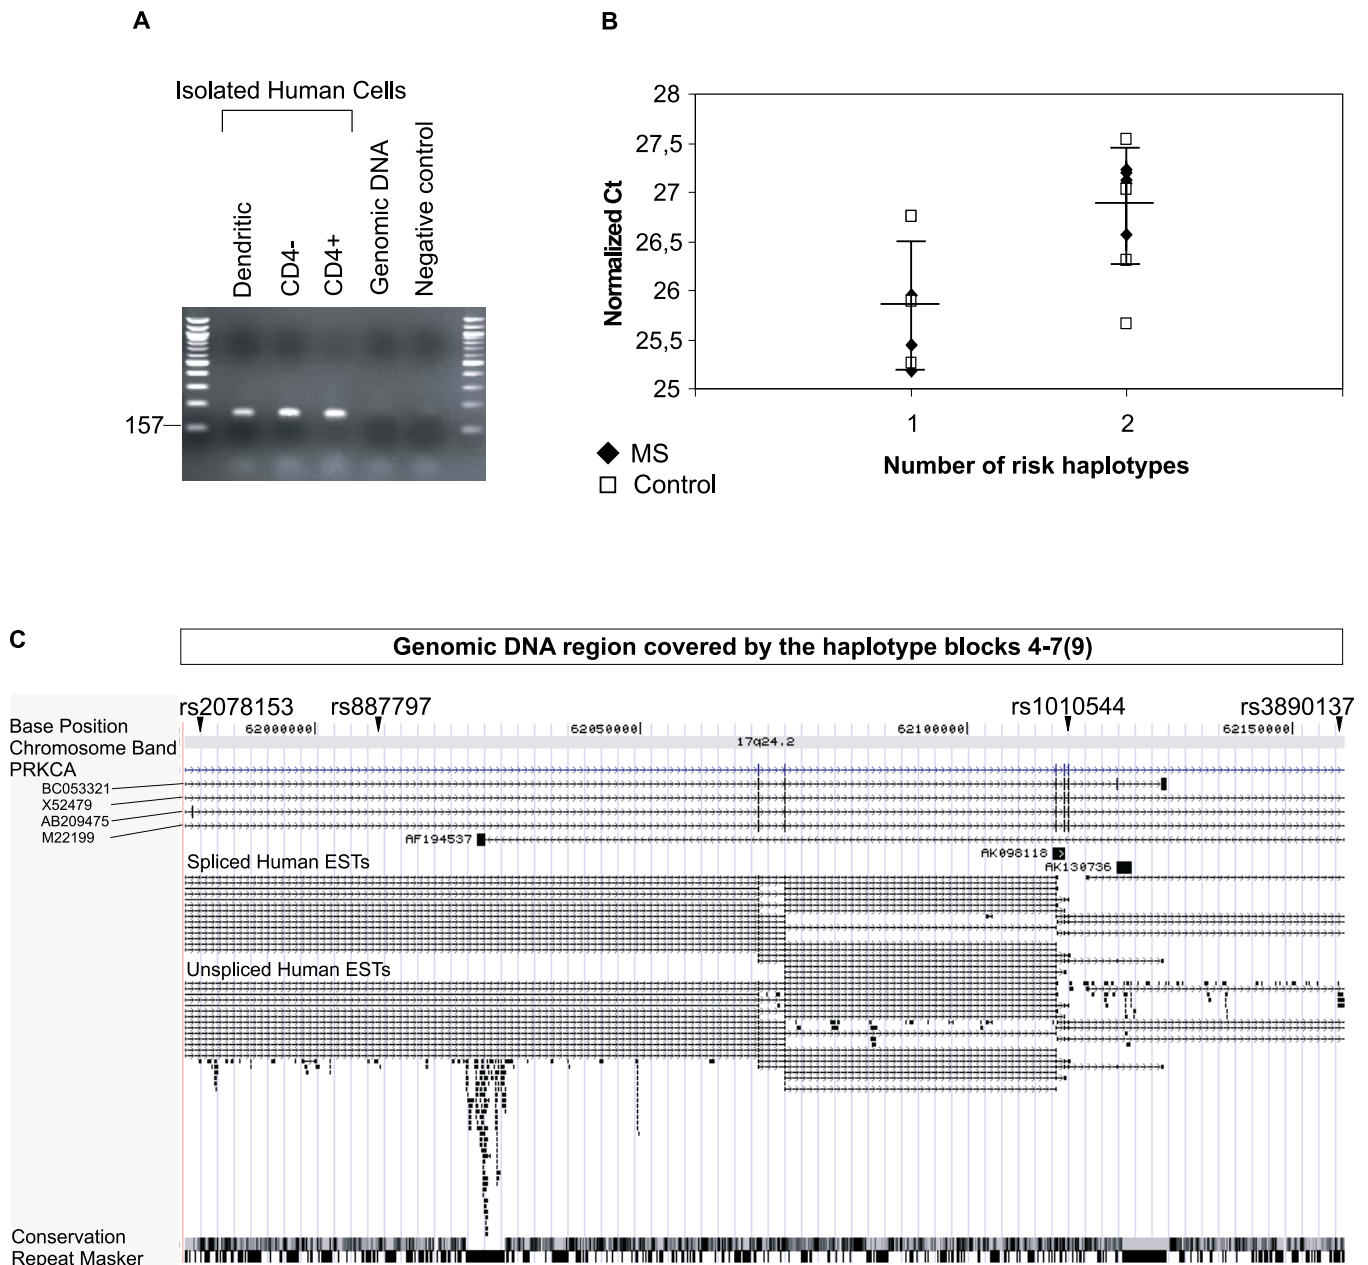 A
Isolated Human Cells
Dendritic
CD4-
CD4+
Genomic DNA
Negative control
157
B
28
27,5
27
26,5
26
25,5
25
Normalized Ct
1
2
Number of risk haplotypes
MS
Control
C
Genomic DNA region covered by the haplotype blocks 4-7(9)
rs2078153 rs887797 rs1010544 rs3890137
Base Position 62000000 62050000 62100000 62150000
Chromosome Band 17q24.2
PRKCA
BC053321
X52479
AB209475
M22199
AF194537
AK098118
AK130736
Spliced Human ESTs
Unspliced Human ESTs
Conservation
Repeat Masker